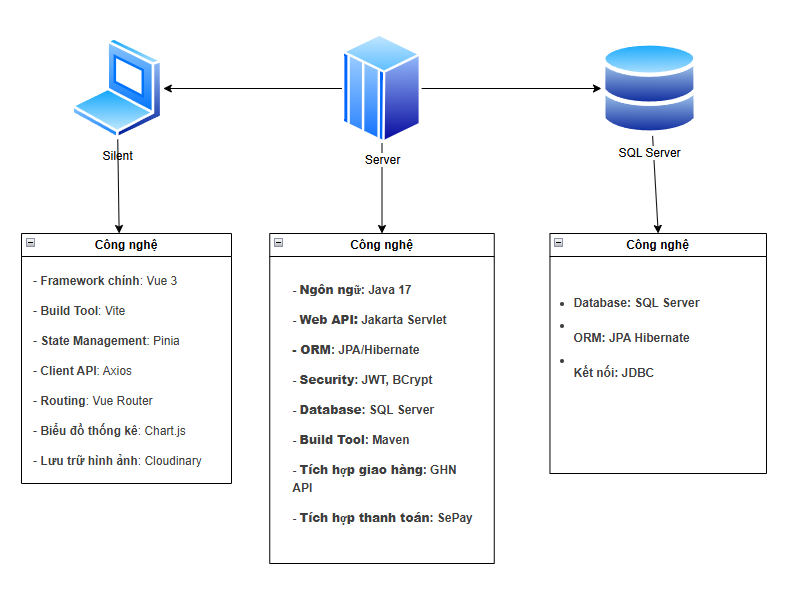 Silent
Server
SQL Server
Công nghệ
- Framework chính: Vue 3
- Build Tool: Vite
- State Management: Pinia
- Client API: Axios
- Routing: Vue Router
- Biểu đồ thống kê: Chart.js
- Lưu trữ hình ảnh: Cloudinary
Công nghệ
- Ngôn ngữ: Java 17
- Web API: Jakarta Servlet
- ORM: JPA/Hibernate
- Security: JWT, BCrypt
- Database: SQL Server
- Build Tool: Maven
- Tích hợp giao hàng: GHN
API
- Tích hợp thanh toán: SePay
Công nghệ
• Database: SQL Server
•
ORM: JPA Hibernate
•
Kết nối: JDBC